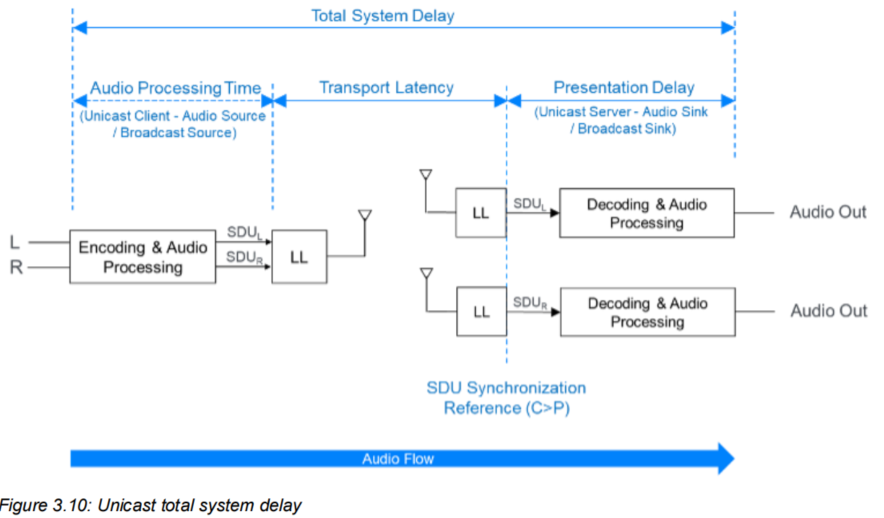 Total System Delay
Audio Processing Time
Transport Latency
Presentation Delay
(Unicast Client - Audio Source
/ Broadcast Source)
(Unicast Server - Audio Sink
/ Broadcast Sink)
L
R
Encoding & Audio
Processing
SDUL
SDUR
LL
LL
SDUL
Decoding & Audio
Processing
Audio Out
LL
SDUR
Decoding & Audio
Processing
Audio Out
SDU Synchronization
Reference (C>P)
Audio Flow
Figure 3.10: Unicast total system delay